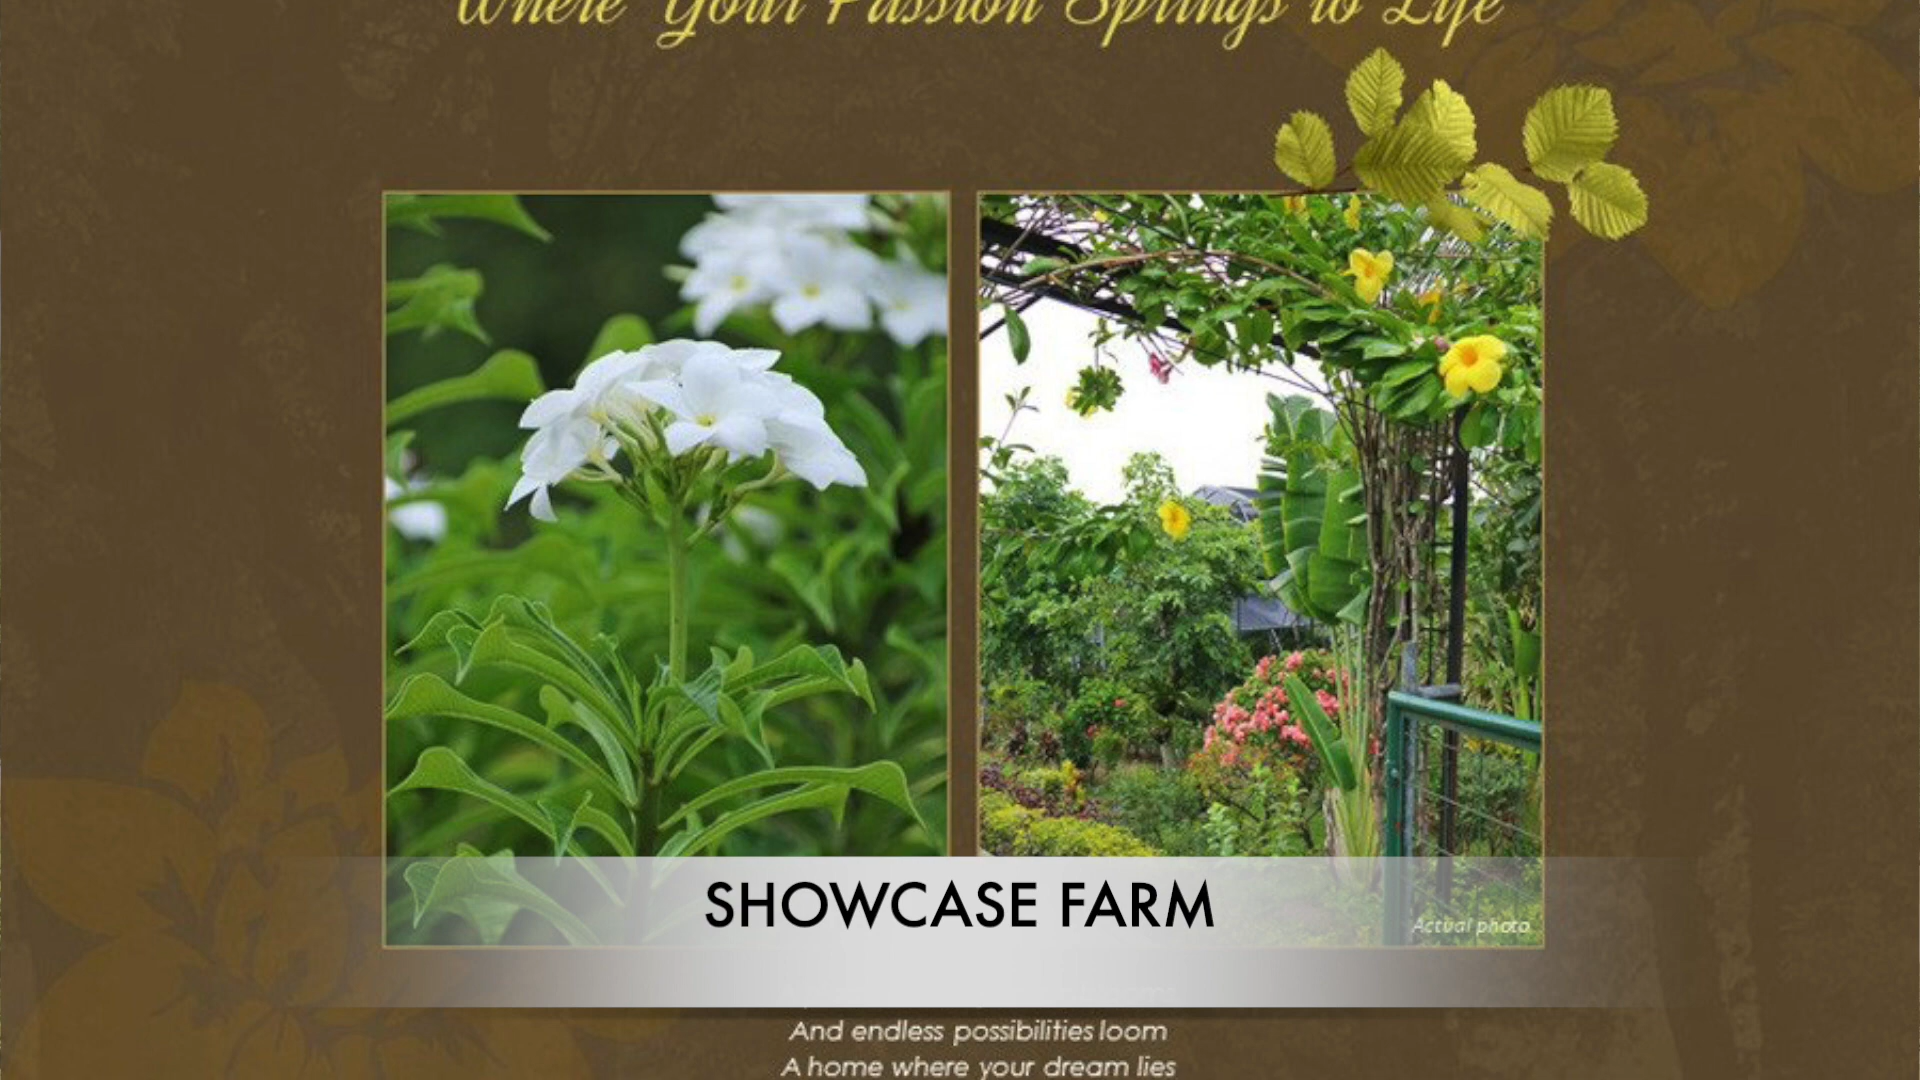 Where Your Passion Springs to Life
Actual photo
SHOWCASE FARM
And endless possibilities loom
A home where your dream lies